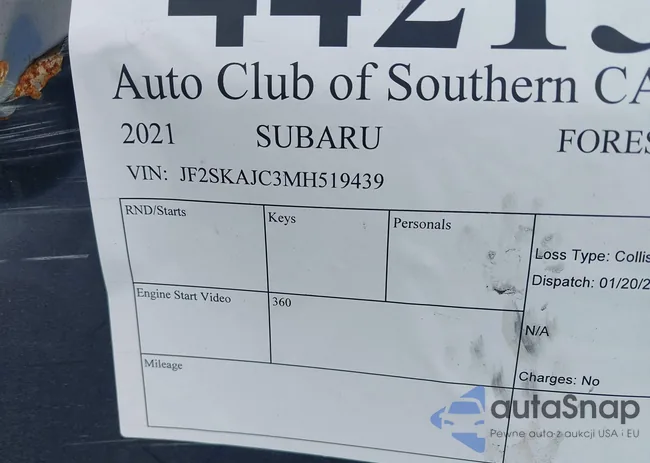 Auto Club of Southern CA
2021 SUBARU FORES
VIN: JF2SKAJC3MH519439
RND/Starts
Keys
Personals
Loss Type: Collis
Dispatch: 01/20/2
Engine Start Video
360
N/A
Mileage
Charges: No
autaSnap
Pewne auta z aukcji USA i EU